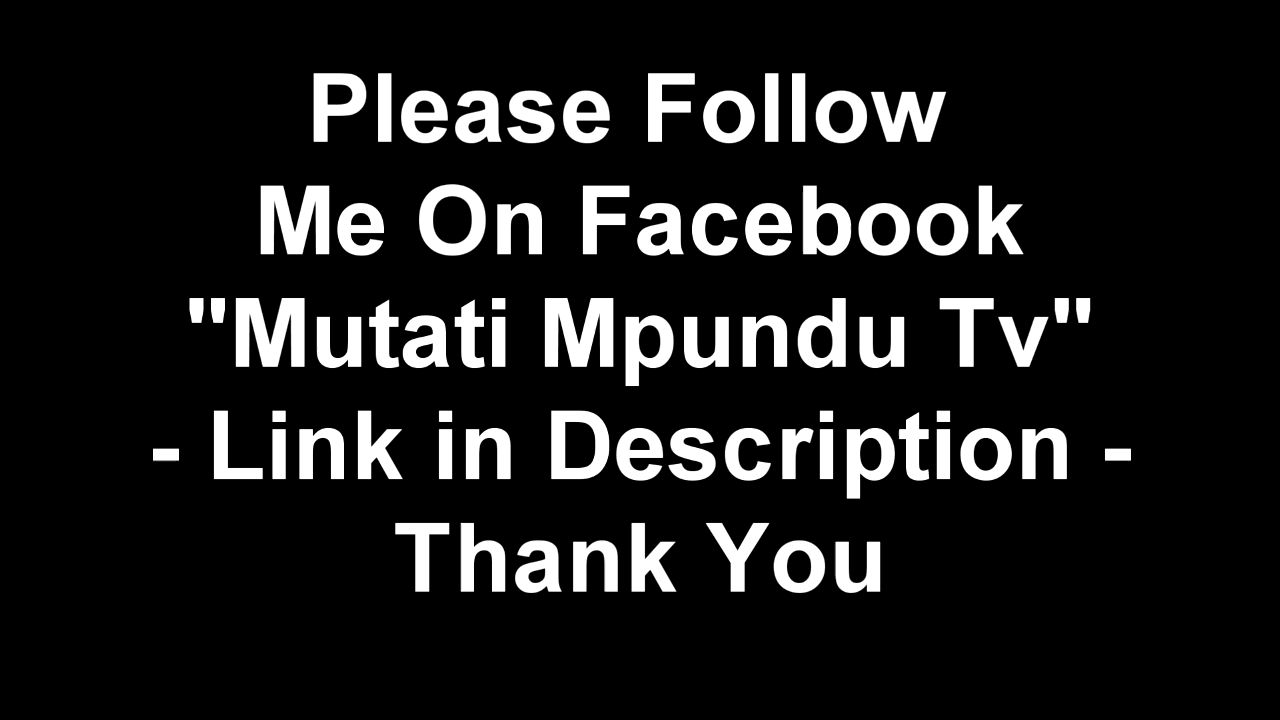 Please Follow
Me On Facebook
"Mutati Mpundu Tv"
- Link in Description -
Thank You